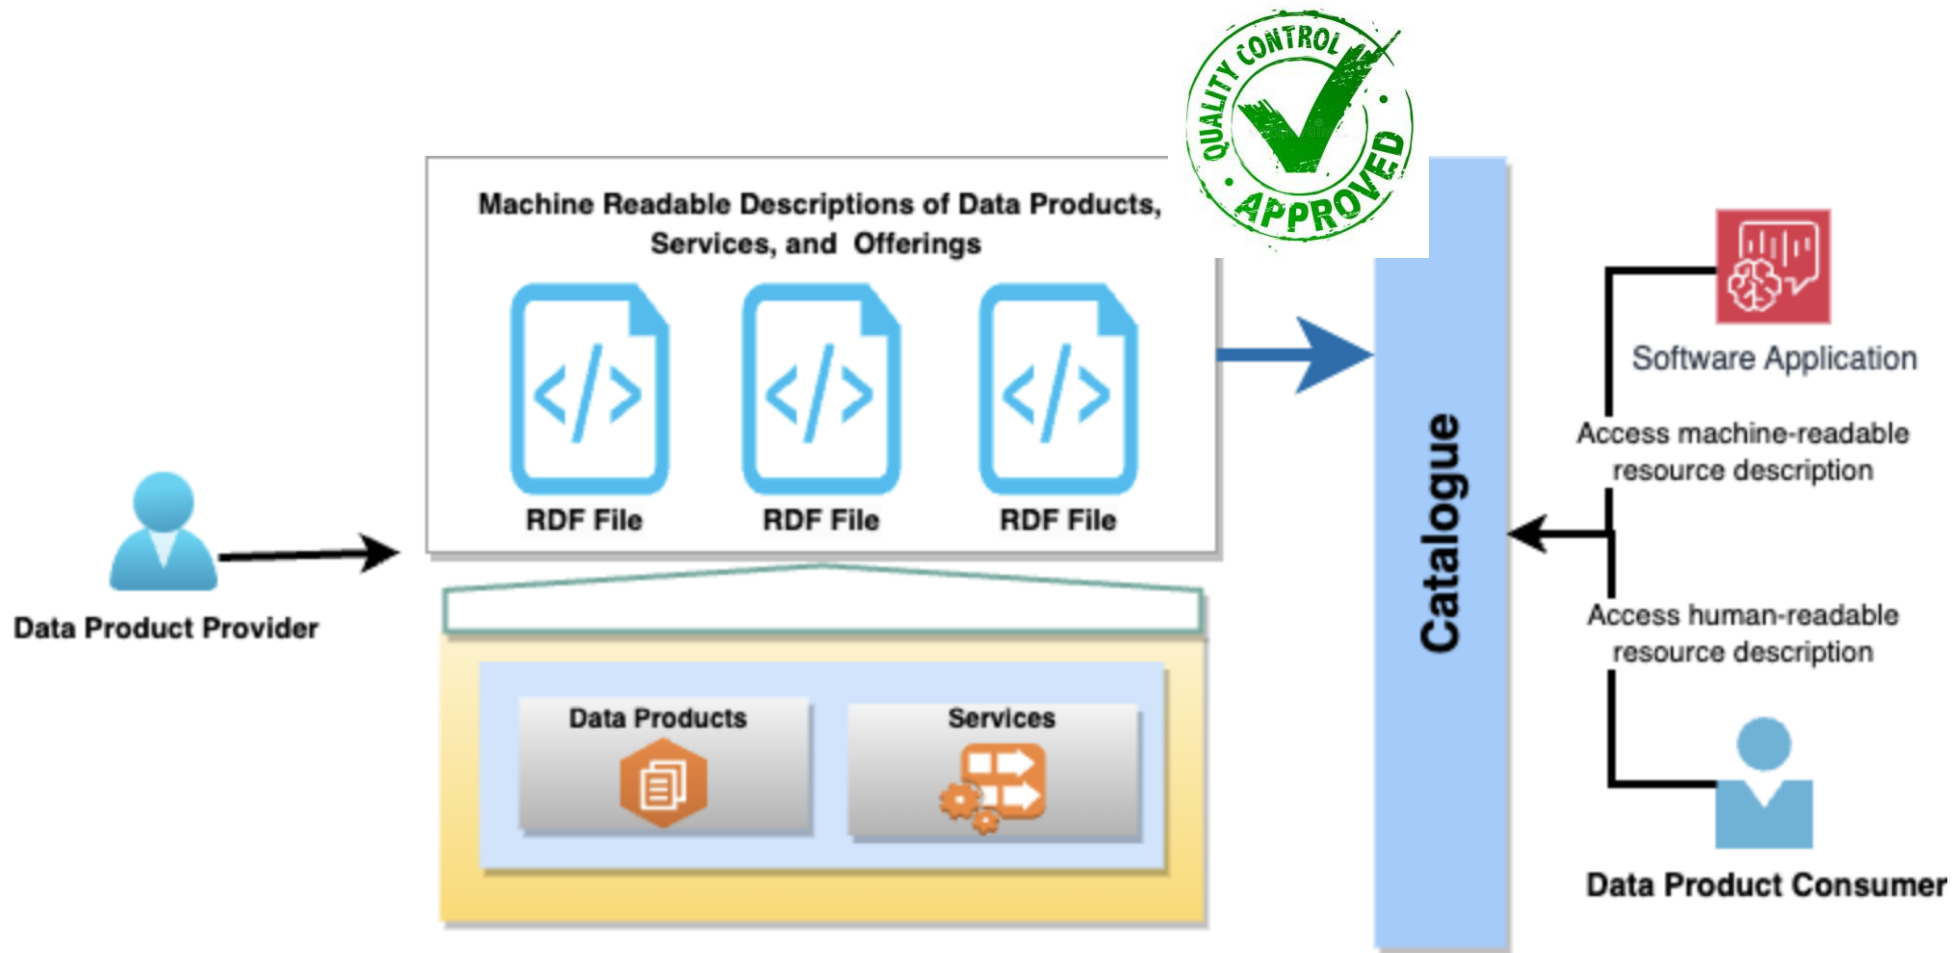 QUALITY CONTROL
APPROVED
Machine Readable Descriptions of Data Products,
Services, and Offerings
RDF File
RDF File
RDF File
Data Product Provider
Data Products
Services
Catalogue
Software Application
Access machine-readable
resource description
Access human-readable
resource description
Data Product Consumer